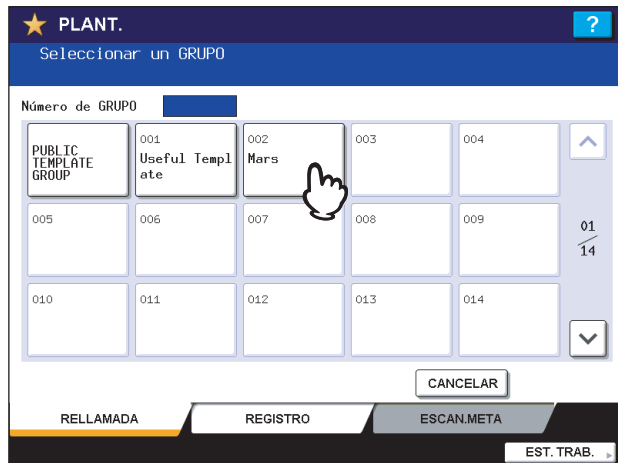 PLANT.
?
Seleccionar un GRUPO
Número de GRUPO
PUBLIC
TEMPLATE
GROUP
001
Useful Templ
ate
002
Mars
003
004
005
006
007
008
009
01
14
010
011
012
013
014
CANCELAR
RELLAMADA
REGISTRO
ESCAN.META
EST. TRAB.